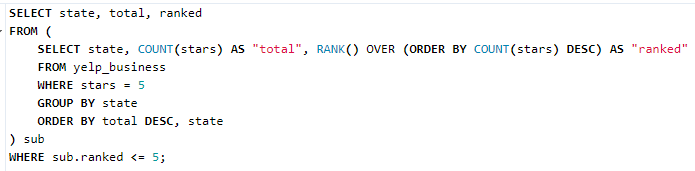 SELECT state, total, ranked
FROM (
    SELECT state, COUNT(stars) AS "total", RANK() OVER (ORDER BY COUNT(stars) DESC) AS "ranked"
    FROM yelp_business
    WHERE stars = 5
    GROUP BY state
    ORDER BY total DESC, state
) sub
WHERE sub.ranked <= 5;